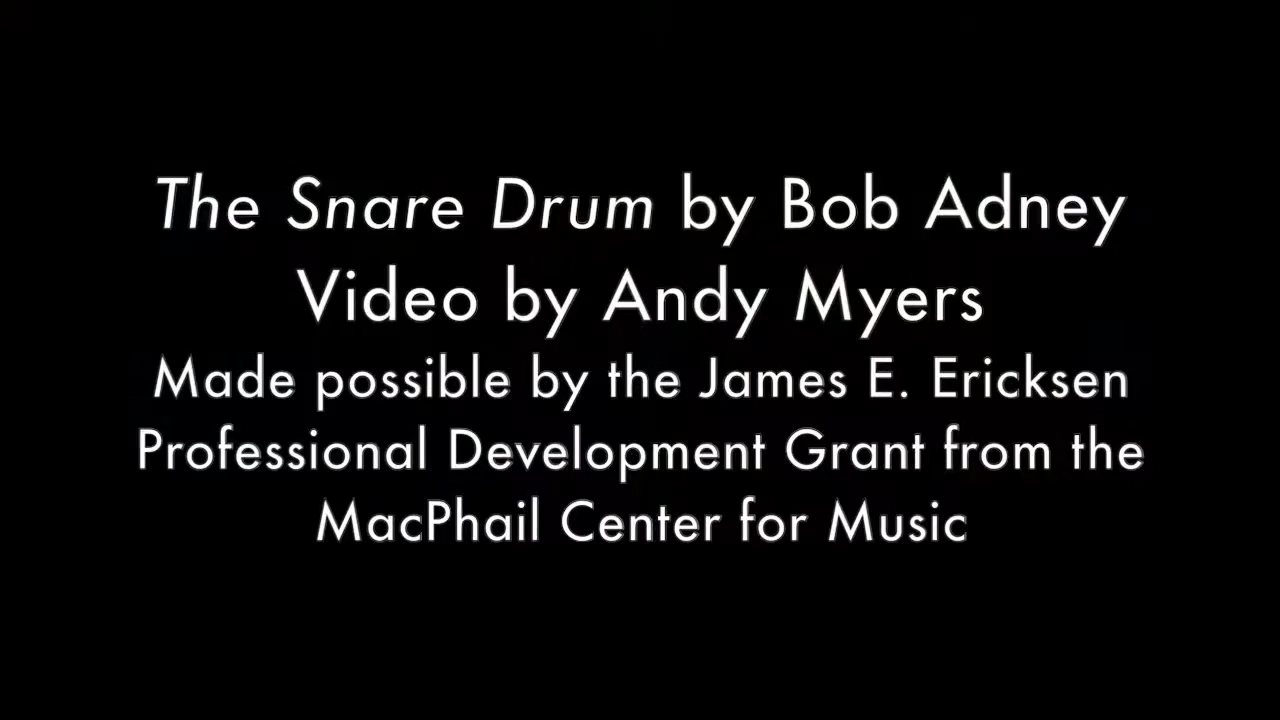 The Snare Drum by Bob Adney
Video by Andy Myers
Made possible by the James E. Ericksen
Professional Development Grant from the
MacPhail Center for Music